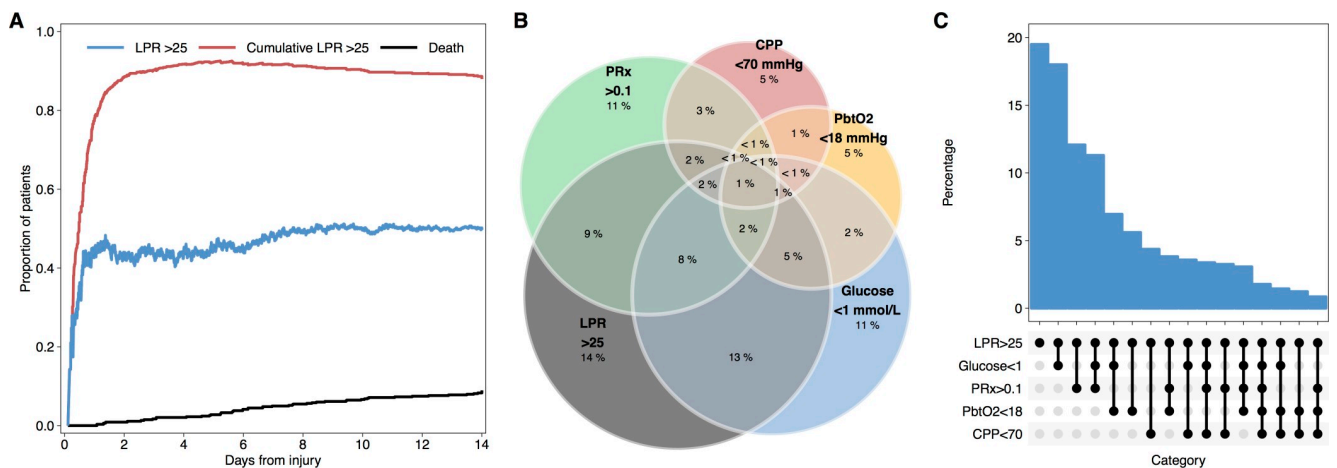 A
LPR >25
Cumulative LPR >25
Death
1.0
0.8
0.6
0.4
0.2
0.0
Proportion of patients
0
2
4
6
8
10
12
14
Days from injury
B
CPP
<70 mmHg
5 %
PRx
>0.1
11 %
PbtO2
<18 mmHg
5 %
3 %
1 %
<1 %
2 %
<1 %
<1 %
<1 %
2 %
1 %
1 %
9 %
2 %
2 %
8 %
5 %
Glucose
<1 mmol/L
11 %
LPR
>25
14 %
13 %
C
20
15
10
5
0
Percentage
LPR>25
Glucose<1
PRx>0.1
PbtO2<18
CPP<70
Category